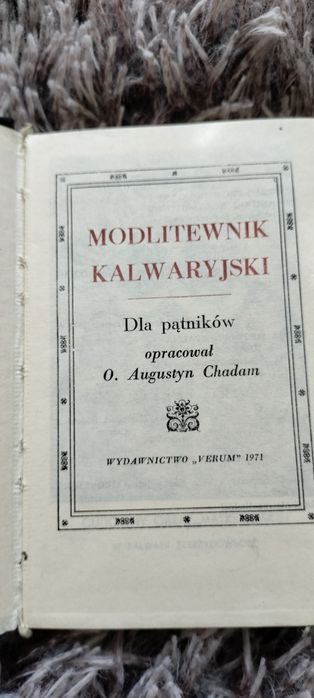 MODLITEWNIK
KALWARYJSKI
Dla pątników
opracował
O. Augustyn Chadam
WYDAWNICTWO „VERUM” 1971